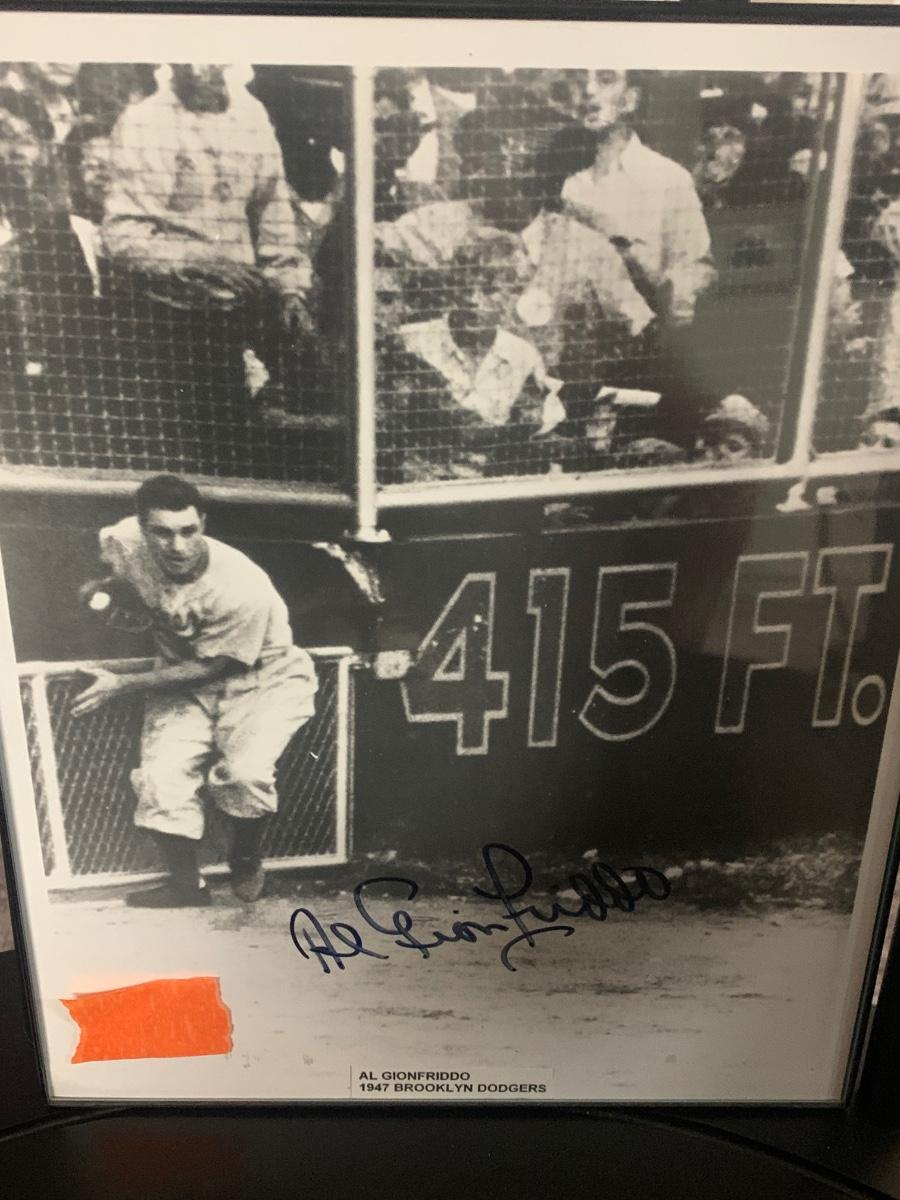 415 FT.
Al Gionfriddo
AL GIONFRIDDO
1947 BROOKLYN DODGERS